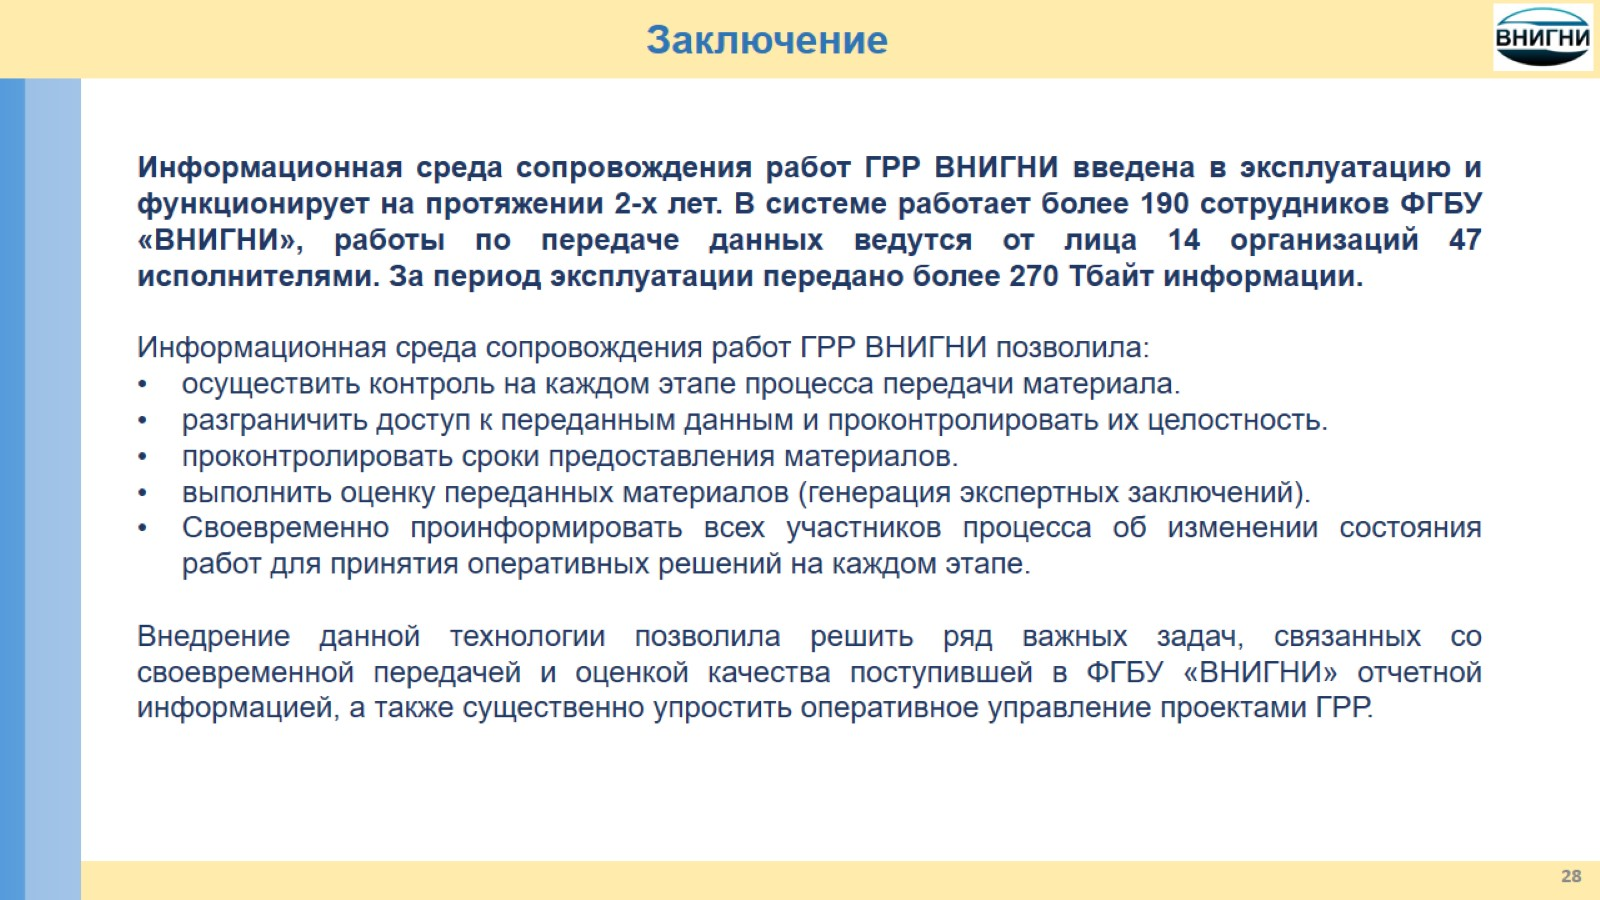 Заключение
ВНИГНИ
Информационная среда сопровождения работ ГРР ВНИГНИ введена в эксплуатацию и
функционирует на протяжении 2-х лет. В системе работает более 190 сотрудников ФГБУ
«ВНИГНИ», работы по передаче данных ведутся от лица 14 организаций 47
исполнителями. За период эксплуатации передано более 270 Тбайт информации.
Информационная среда сопровождения работ ГРР ВНИГНИ позволила:
• осуществить контроль на каждом этапе процесса передачи материала.
• разграничить доступ к переданным данным и проконтролировать их целостность.
• проконтролировать сроки предоставления материалов.
• выполнить оценку переданных материалов (генерация экспертных заключений).
• Своевременно проинформировать всех участников процесса об изменении состояния
работ для принятия оперативных решений на каждом этапе.
Внедрение данной технологии позволила решить ряд важных задач, связанных со
своевременной передачей и оценкой качества поступившей в ФГБУ «ВНИГНИ» отчетной
информацией, а также существенно упростить оперативное управление проектами ГРР.
28